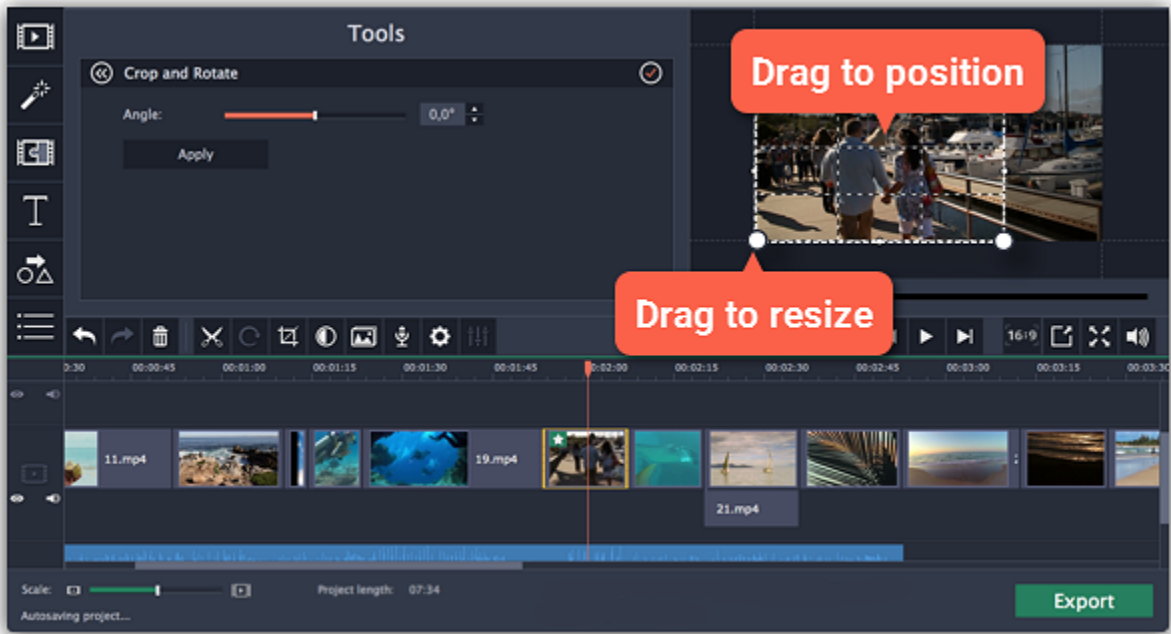 Tools
Crop and Rotate
Angle:
0,0°
Apply
Drag to position
Drag to resize
16:9
0:30 00:00:45 00:01:00 00:01:15 00:01:30 00:01:45 0:02:00 00:02:15 00:02:30 00:02:45 00:03:00 00:03:15 00:03:30
11.mp4
19.mp4
21.mp4
Scale:
Project length: 07:34
Autosaving project...
Export